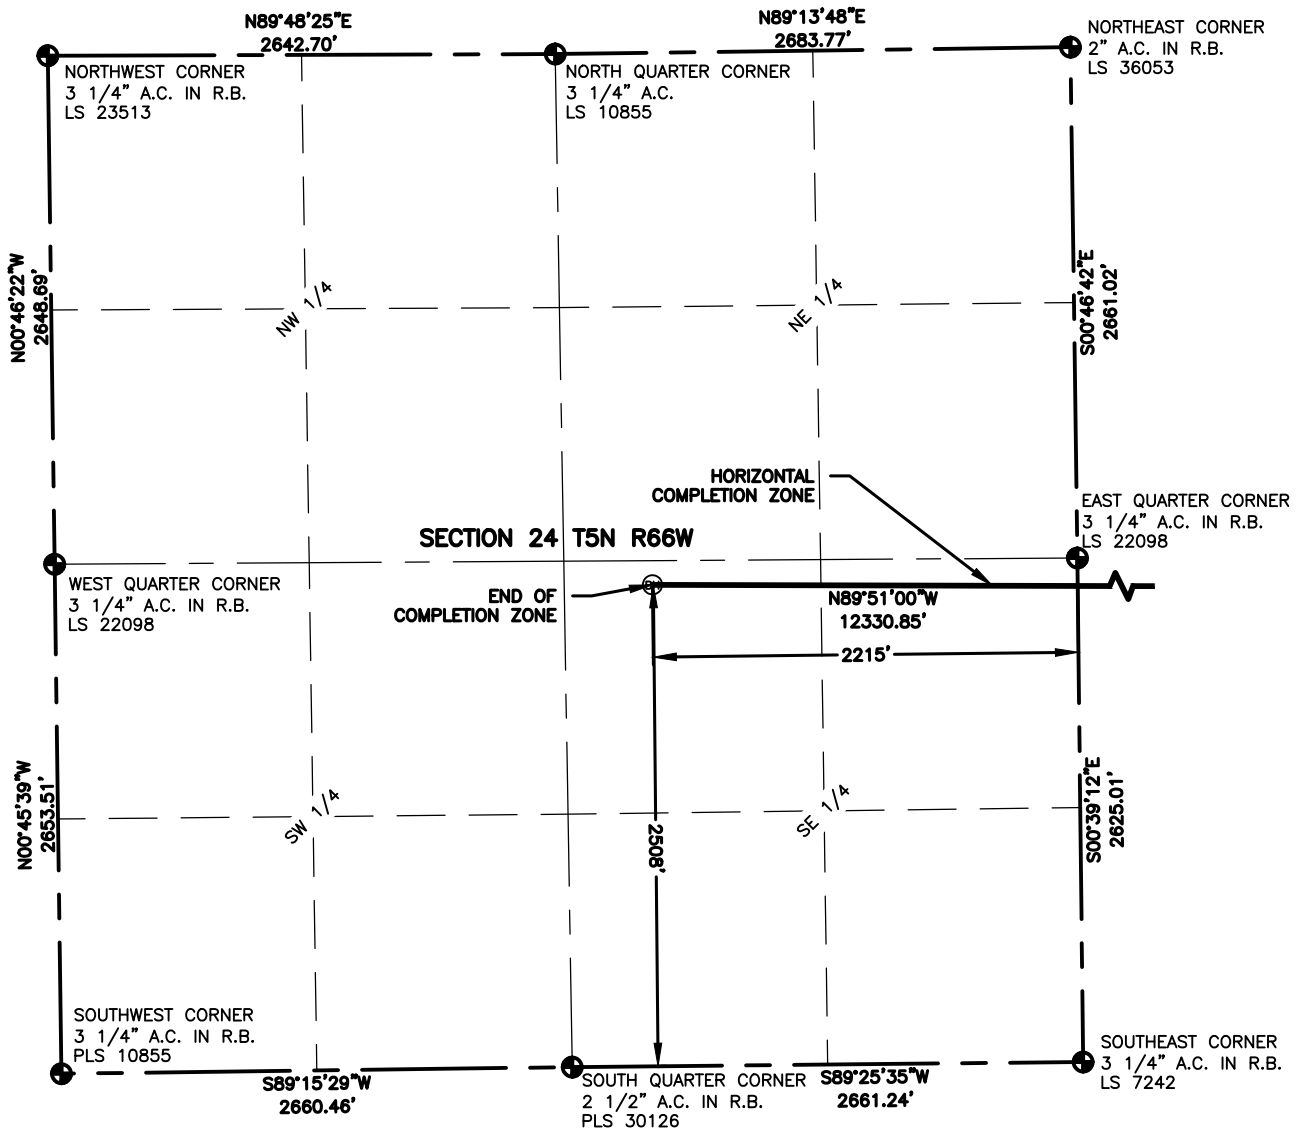 N89°48'25"E
2642.70'
N89°13'48"E
2683.77'
NORTHEAST CORNER
2" A.C. IN R.B.
LS 36053
NORTHWEST CORNER
3 1/4" A.C. IN R.B.
LS 23513
NORTH QUARTER CORNER
3 1/4" A.C.
LS 10855
N00°46'22"W
2648.69'
NW 1/4
NE 1/4
S00°46'42"E
2661.02'
HORIZONTAL
COMPLETION ZONE
EAST QUARTER CORNER
3 1/4" A.C. IN R.B.
LS 22098
SECTION 24 T5N R66W
WEST QUARTER CORNER
3 1/4" A.C. IN R.B.
LS 22098
END OF
COMPLETION ZONE
N89°51'00"W
12330.85'
2215'
N00°45'39"W
2653.51'
SW 1/4
2508'
SE 1/4
S00°39'12"E
2625.01'
SOUTHWEST CORNER
3 1/4" A.C. IN R.B.
PLS 10855
S89°15'29"W
2660.46'
SOUTH QUARTER CORNER
2 1/2" A.C. IN R.B.
PLS 30126
S89°25'35"W
2661.24'
SOUTHEAST CORNER
3 1/4" A.C. IN R.B.
LS 7242